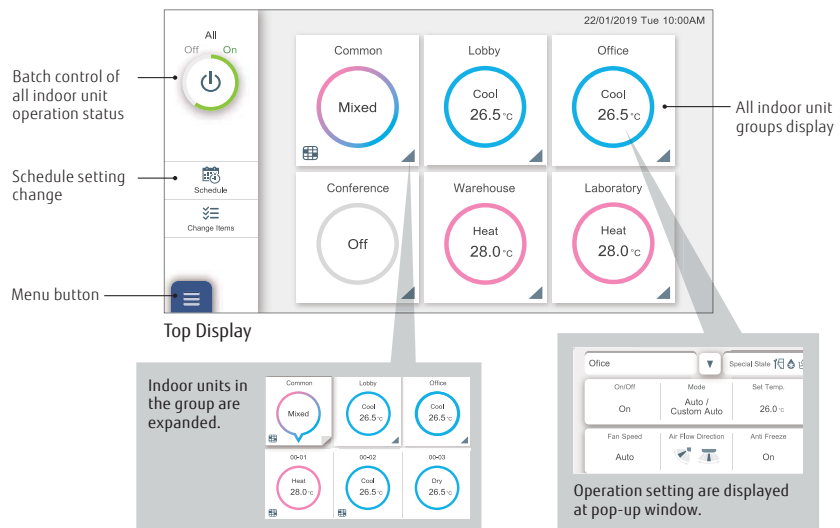 22/01/2019 Tue 10:00AM
All
Off On
Batch control of
all indoor unit
operation status
Schedule setting
change
Schedule
Change Items
Menu button
Common
Mixed
Lobby
Cool
26.5 °C
Office
Cool
26.5 °C
All indoor unit
groups display
Conference
Off
Warehouse
Heat
28.0 °C
Laboratory
Heat
28.0 °C
Top Display
Indoor units in
the group are
expanded.
Common
Mixed
Lobby
Cool
26.5 °C
Office
Cool
26.5 °C
00-01
Heat
28.0 °C
00-02
Cool
26.5 °C
00-03
Dry
26.5 °C
Ofice
Special State
On/Off
On
Mode
Auto /
Custom Auto
Set Temp.
26.0 °C
Fan Speed
Auto
Air Flow Direction
Anti Freeze
On
Operation setting are displayed
at pop-up window.